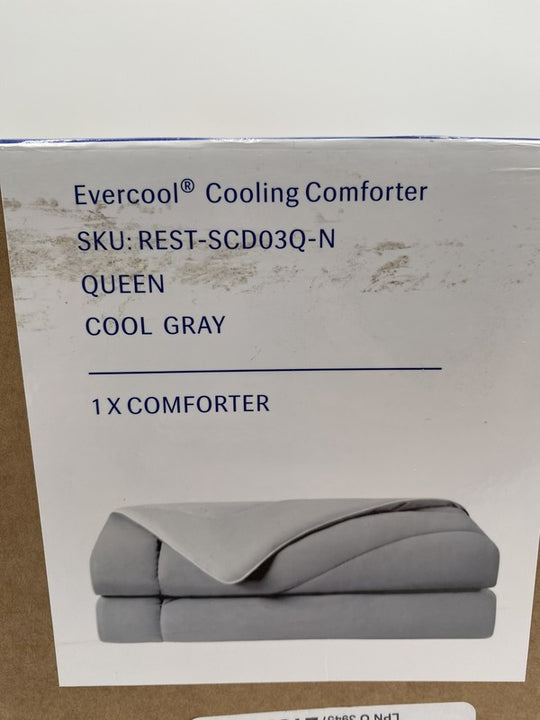 Evercool® Cooling Comforter
SKU: REST-SCD03Q-N
QUEEN
COOL GRAY
1 X COMFORTER